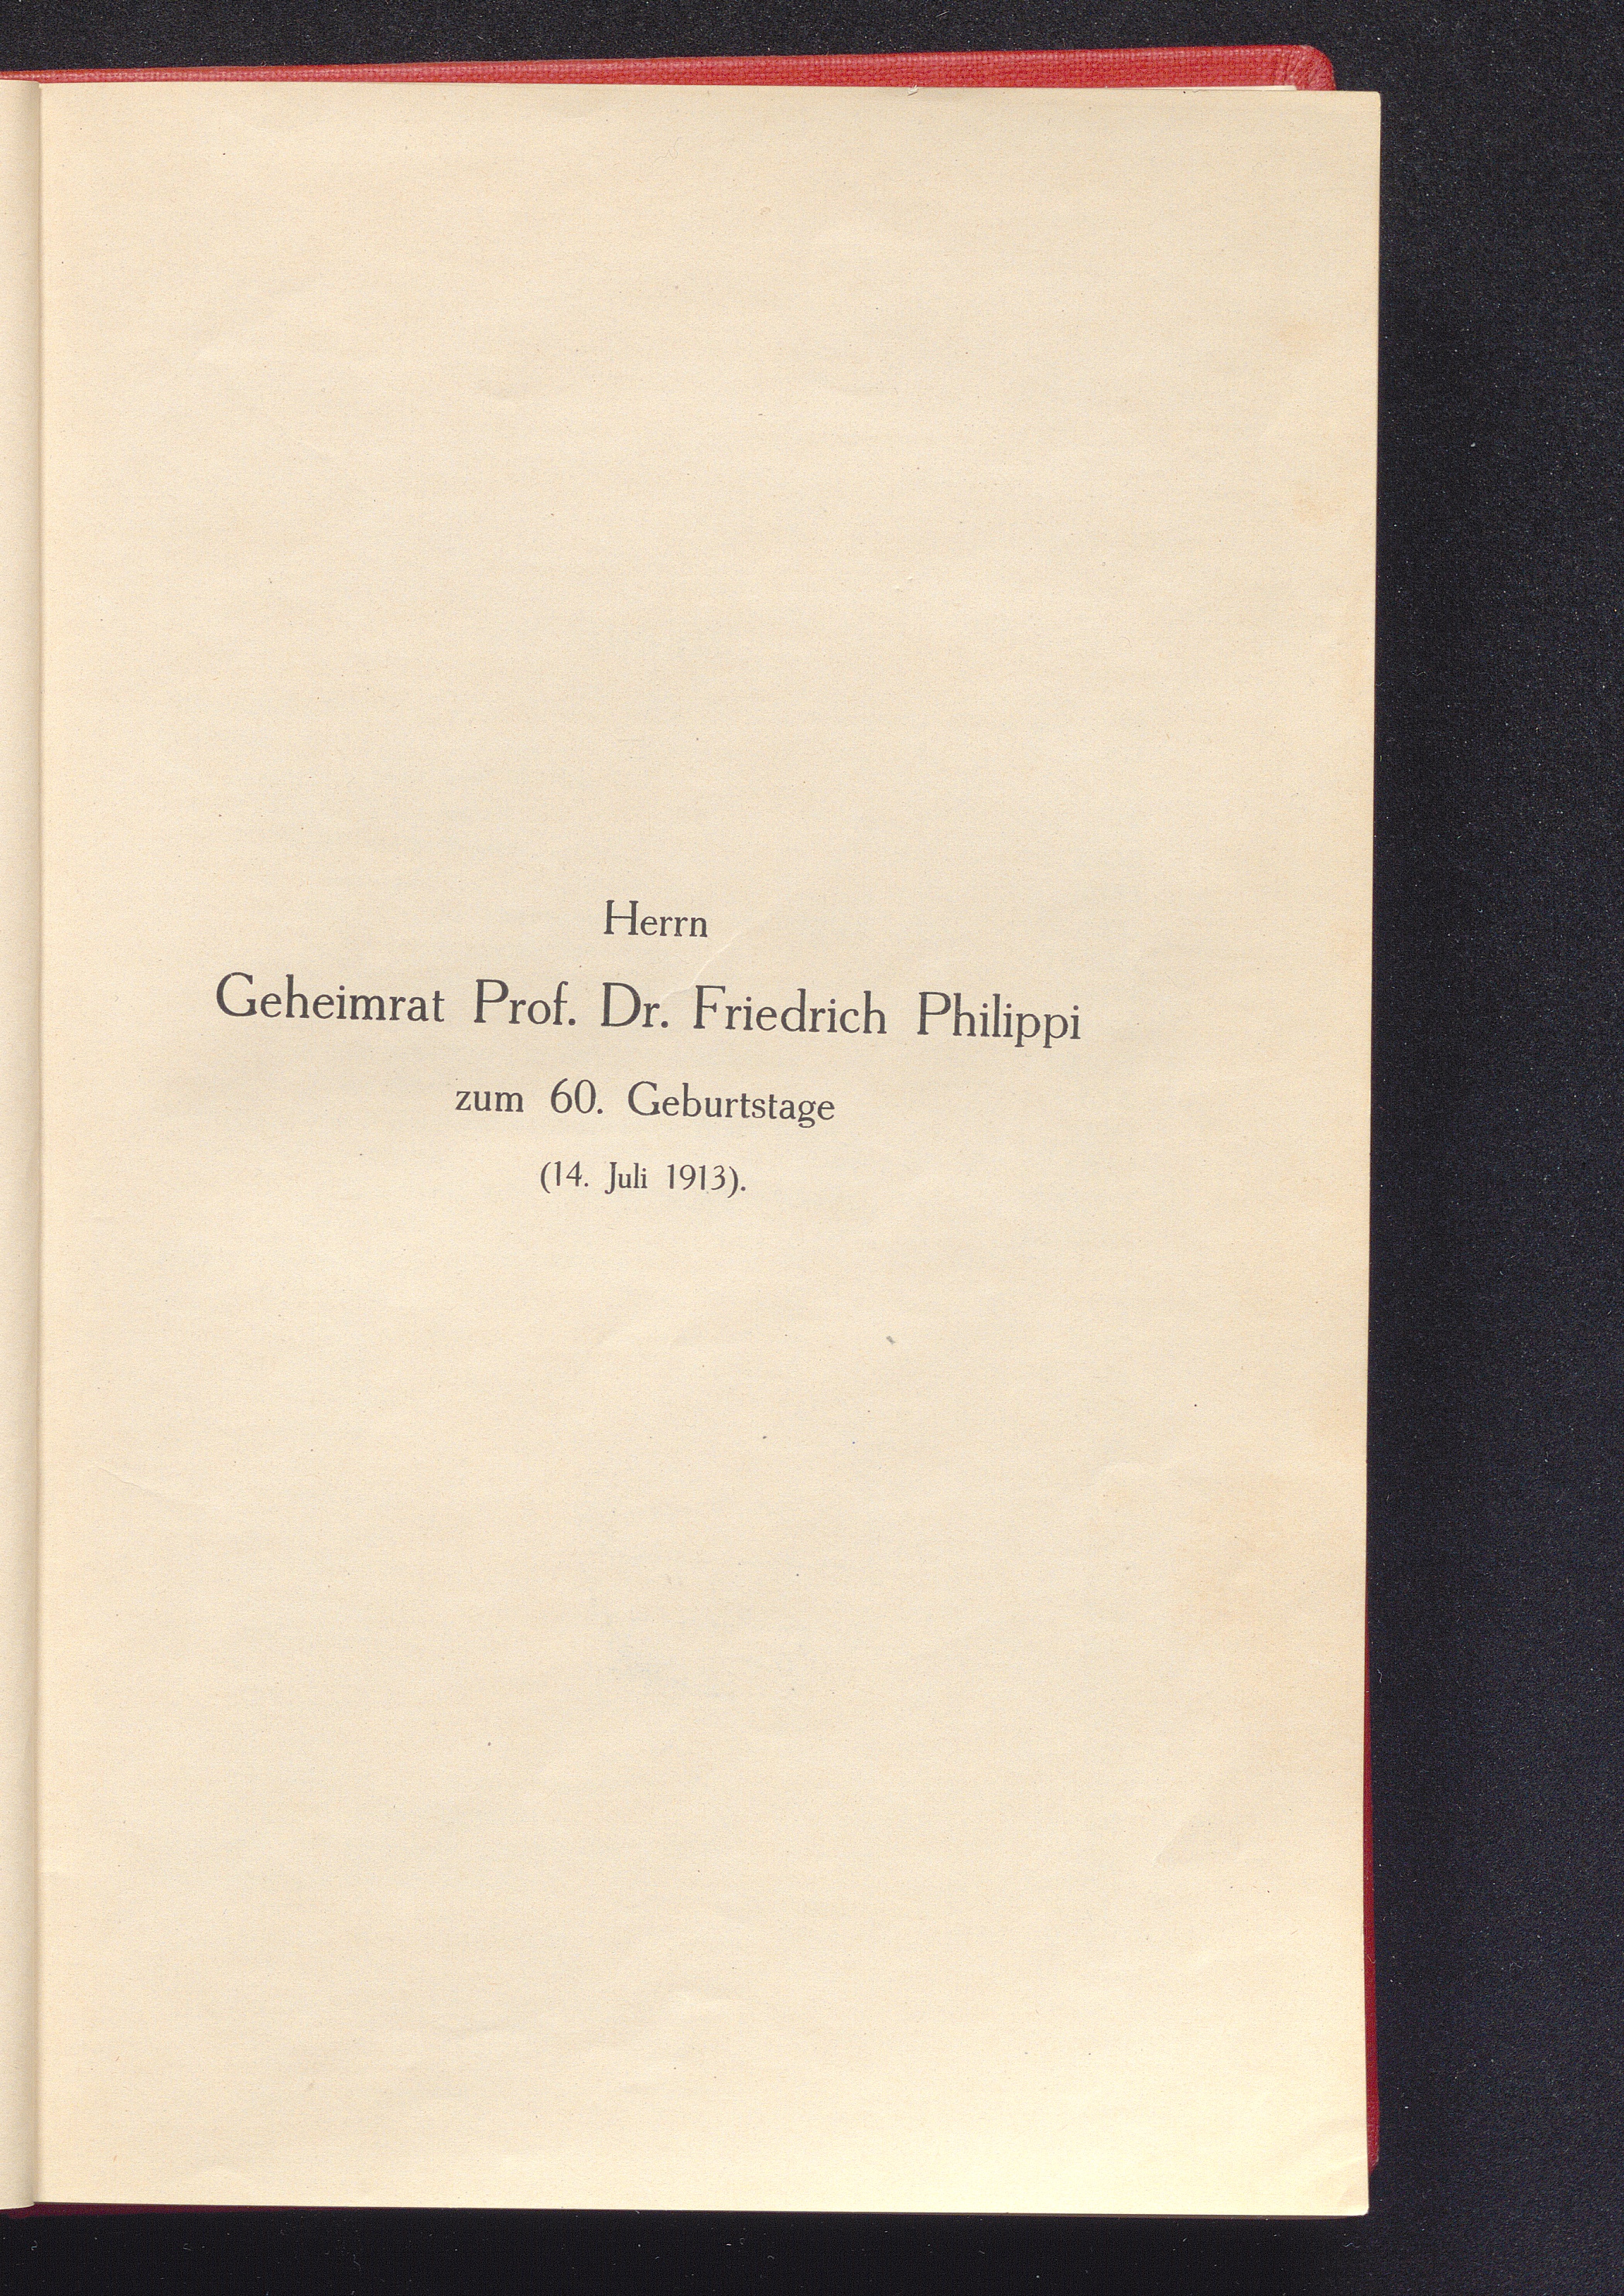 Herrn
Geheimrat Prof. Dr. Friedrich Philippi
zum 60. Geburtstage
(14. Juli 1913).